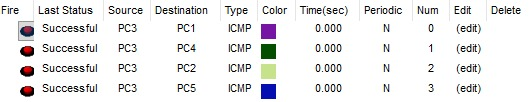 Fire Last Status Source Destination Type Color Time(sec) Periodic Num Edit Delete
Successful PC3 PC1 ICMP 0.000 N 0 (edit)
Successful PC3 PC4 ICMP 0.000 N 1 (edit)
Successful PC3 PC2 ICMP 0.000 N 2 (edit)
Successful PC3 PC5 ICMP 0.000 N 3 (edit)